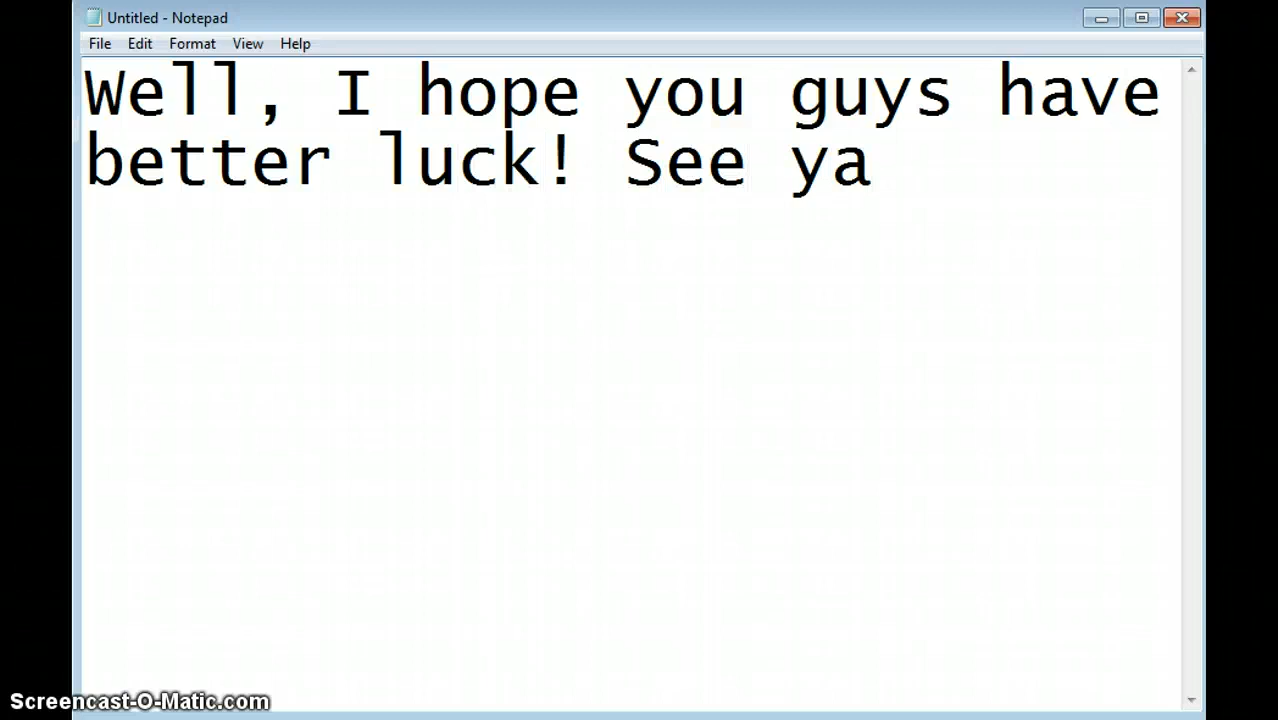 Untitled - Notepad
File Edit Format View Help
Well, I hope you guys have
better luck! See ya
Screencast-O-Matic.com